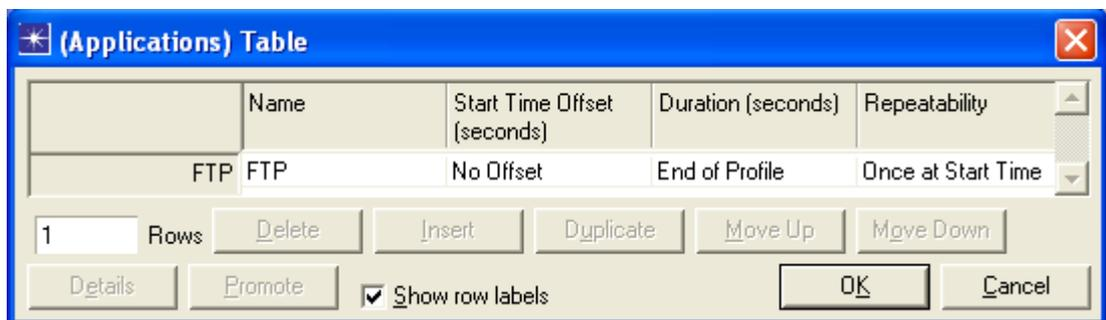 (Applications) Table
Name Start Time Offset (seconds) Duration (seconds) Repeatability
FTP FTP No Offset End of Profile Once at Start Time
1 Rows Delete Insert Duplicate Move Up Move Down
Details Promote Show row labels OK Cancel